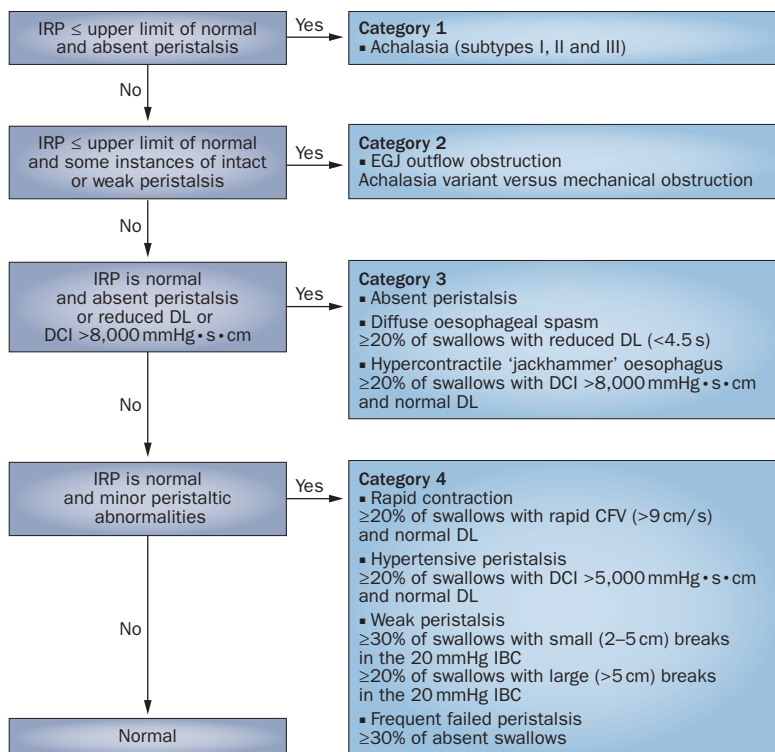 IRP ≤ upper limit of normal
and absent peristalsis
Yes
Category 1
▪ Achalasia (subtypes I, II and III)
No
IRP ≤ upper limit of normal
and some instances of intact
or weak peristalsis
Yes
Category 2
▪ EGJ outflow obstruction
Achalasia variant versus mechanical obstruction
No
IRP is normal
and absent peristalsis
or reduced DL or
DCI >8,000 mmHg•s•cm
Yes
Category 3
▪ Absent peristalsis
▪ Diffuse oesophageal spasm
≥20% of swallows with reduced DL (<4.5 s)
▪ Hypercontractile ‘jackhammer’ oesophagus
≥20% of swallows with DCI >8,000 mmHg•s•cm
and normal DL
No
IRP is normal
and minor peristaltic
abnormalities
Yes
Category 4
▪ Rapid contraction
≥20% of swallows with rapid CFV (>9 cm/s)
and normal DL
▪ Hypertensive peristalsis
≥20% of swallows with DCI >5,000 mmHg•s•cm
and normal DL
▪ Weak peristalsis
≥30% of swallows with small (2–5 cm) breaks
in the 20 mmHg IBC
≥20% of swallows with large (>5 cm) breaks
in the 20 mmHg IBC
▪ Frequent failed peristalsis
≥30% of absent swallows
No
Normal